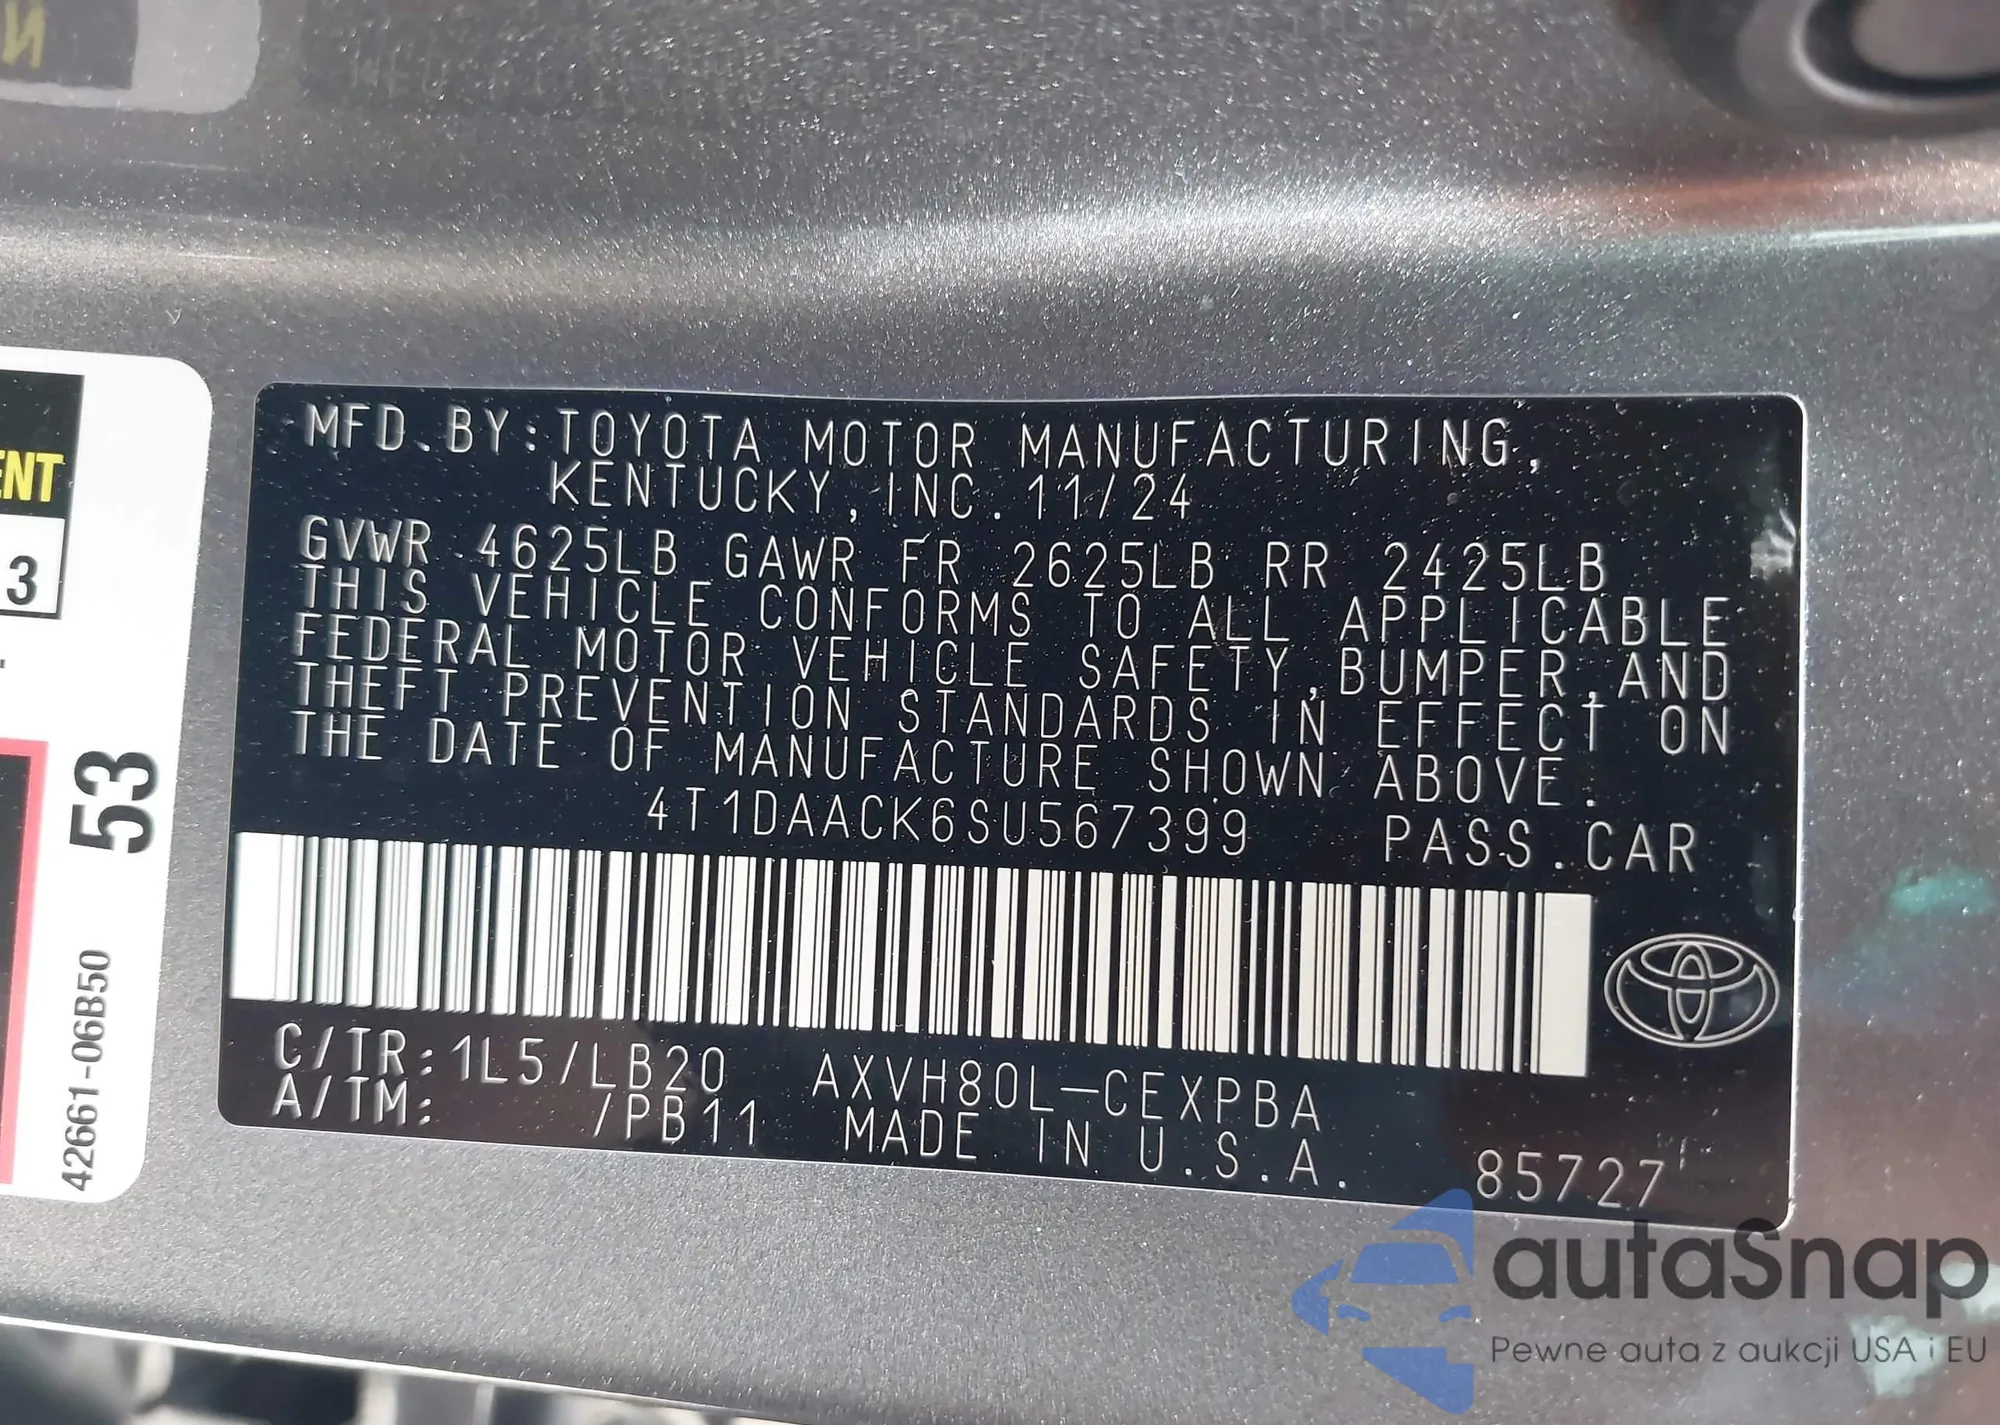 ENT
3
53
42661-06B50
MFD.BY:TOYOTA MOTOR MANUFACTURING,
KENTUCKY,INC.11/24
GVWR 4625LB GAWR FR 2625LB RR 2425LB
THIS VEHICLE CONFORMS TO ALL APPLICABLE
FEDERAL MOTOR VEHICLE SAFETY,BUMPER,AND
THEFT PREVENTION STANDARDS IN EFFECT ON
THE DATE OF MANUFACTURE SHOWN ABOVE.
4T1DAACK6SU567399 PASS.CAR
C/TR:1L5/LB20 AXVH80L-CEXPBA
A/TM: /PB11 MADE IN U.S.A.
85727
autaSnap
Pewne auta z aukcji USA i EU